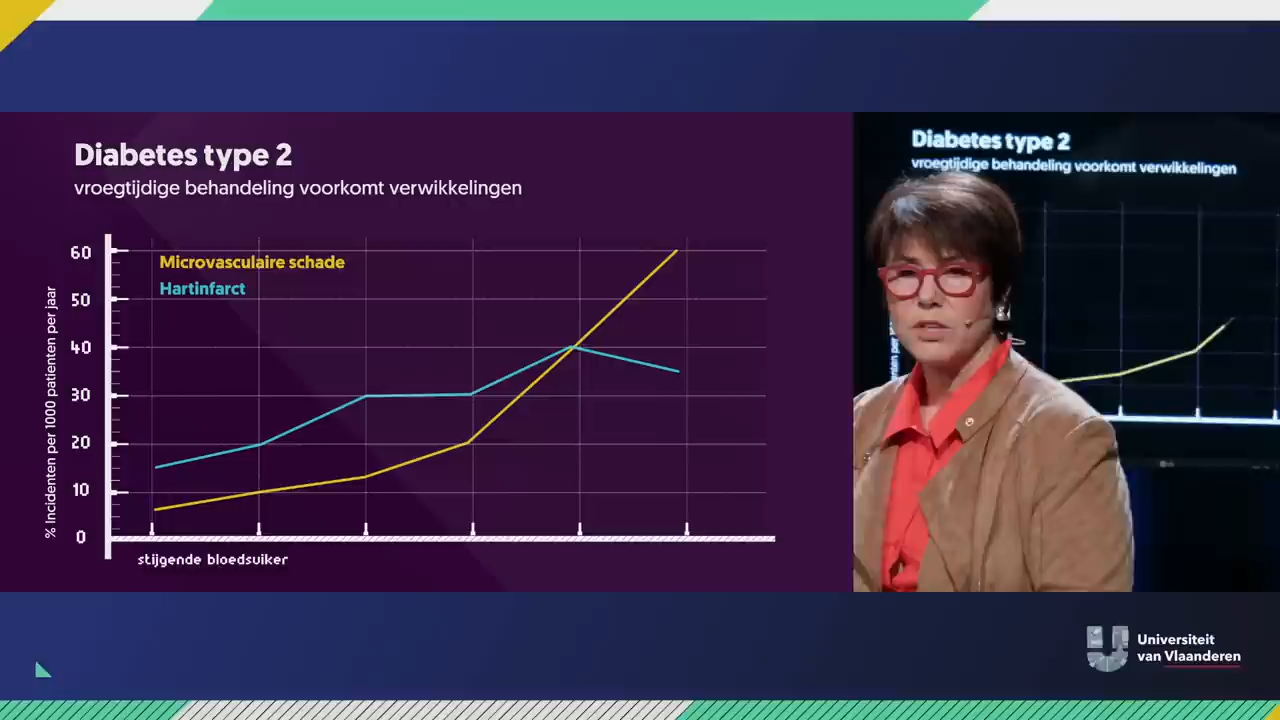 Diabetes type 2
vroegtijdige behandeling voorkomt verwikkelingen
60
50
40
30
20
10
0
% Incidenten per 1000 patienten per jaar
Microvasculaire schade
Hartinfarct
stijgende bloedsuiker
Diabetes type 2
vroegtijdige behandeling voorkomt verwikkelingen
Universiteit
van Vlaanderen